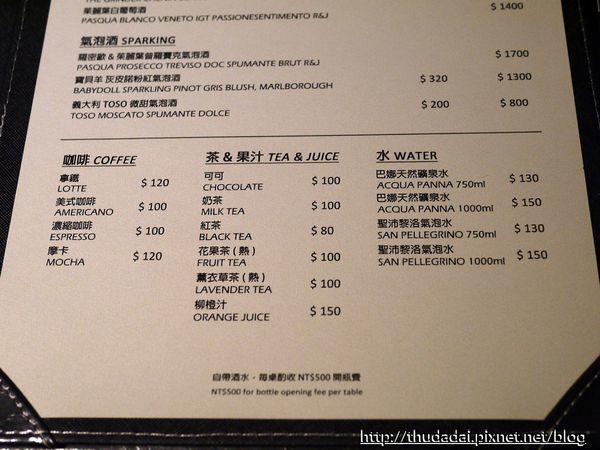 茱麗葉白葡萄酒
PASQUA BLANCO VENETO IGT PASSIONESENTIMENTO R&J $ 1400
氣泡酒 SPARKING
羅密歐 & 茱麗葉普羅賽克氣泡酒 $ 1700
PASQUA PROSECCO TREVISO DOC SPUMANTE BRUT R&J
寶貝羊 灰皮諾粉紅氣泡酒 $ 320 $ 1300
BABYDOLL SPARKLING PINOT GRIS BLUSH, MARLBOROUGH
義大利 TOSO 微甜氣泡酒 $ 200 $ 800
TOSO MOSCATO SPUMANTE DOLCE
咖啡 COFFEE
拿鐵
LOTTE $ 120
美式咖啡
AMERICANO $ 100
濃縮咖啡
ESPRESSO $ 100
摩卡
MOCHA $ 120
茶 & 果汁 TEA & JUICE
可可
CHOCOLATE $ 100
奶茶
MILK TEA $ 100
紅茶
BLACK TEA $ 80
花果茶 ( 熱 )
FRUIT TEA $ 100
薰衣草茶 ( 熱 )
LAVENDER TEA $ 100
柳橙汁
ORANGE JUICE $ 150
水 WATER
巴娜天然礦泉水
ACQUA PANNA 750ml $ 130
巴娜天然礦泉水
ACQUA PANNA 1000ml $ 150
聖沛黎洛氣泡水
SAN PELLEGRINO 750ml $ 130
聖沛黎洛氣泡水
SAN PELLEGRINO 1000ml $ 150
自帶酒水，每桌酌收 NT$500 開瓶費
NT$500 for bottle opening fee per table
http://thudadai.pixnet.net/blog